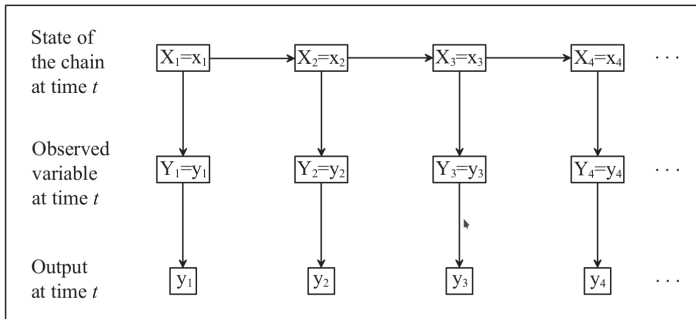 State of
the chain
at time t
X₁=x₁ X₂=x₂ X₃=x₃ X₄=x₄ · · ·
Observed
variable
at time t
Y₁=y₁ Y₂=y₂ Y₃=y₃ Y₄=y₄ · · ·
Output
at time t
y₁ y₂ y₃ y₄ · · ·